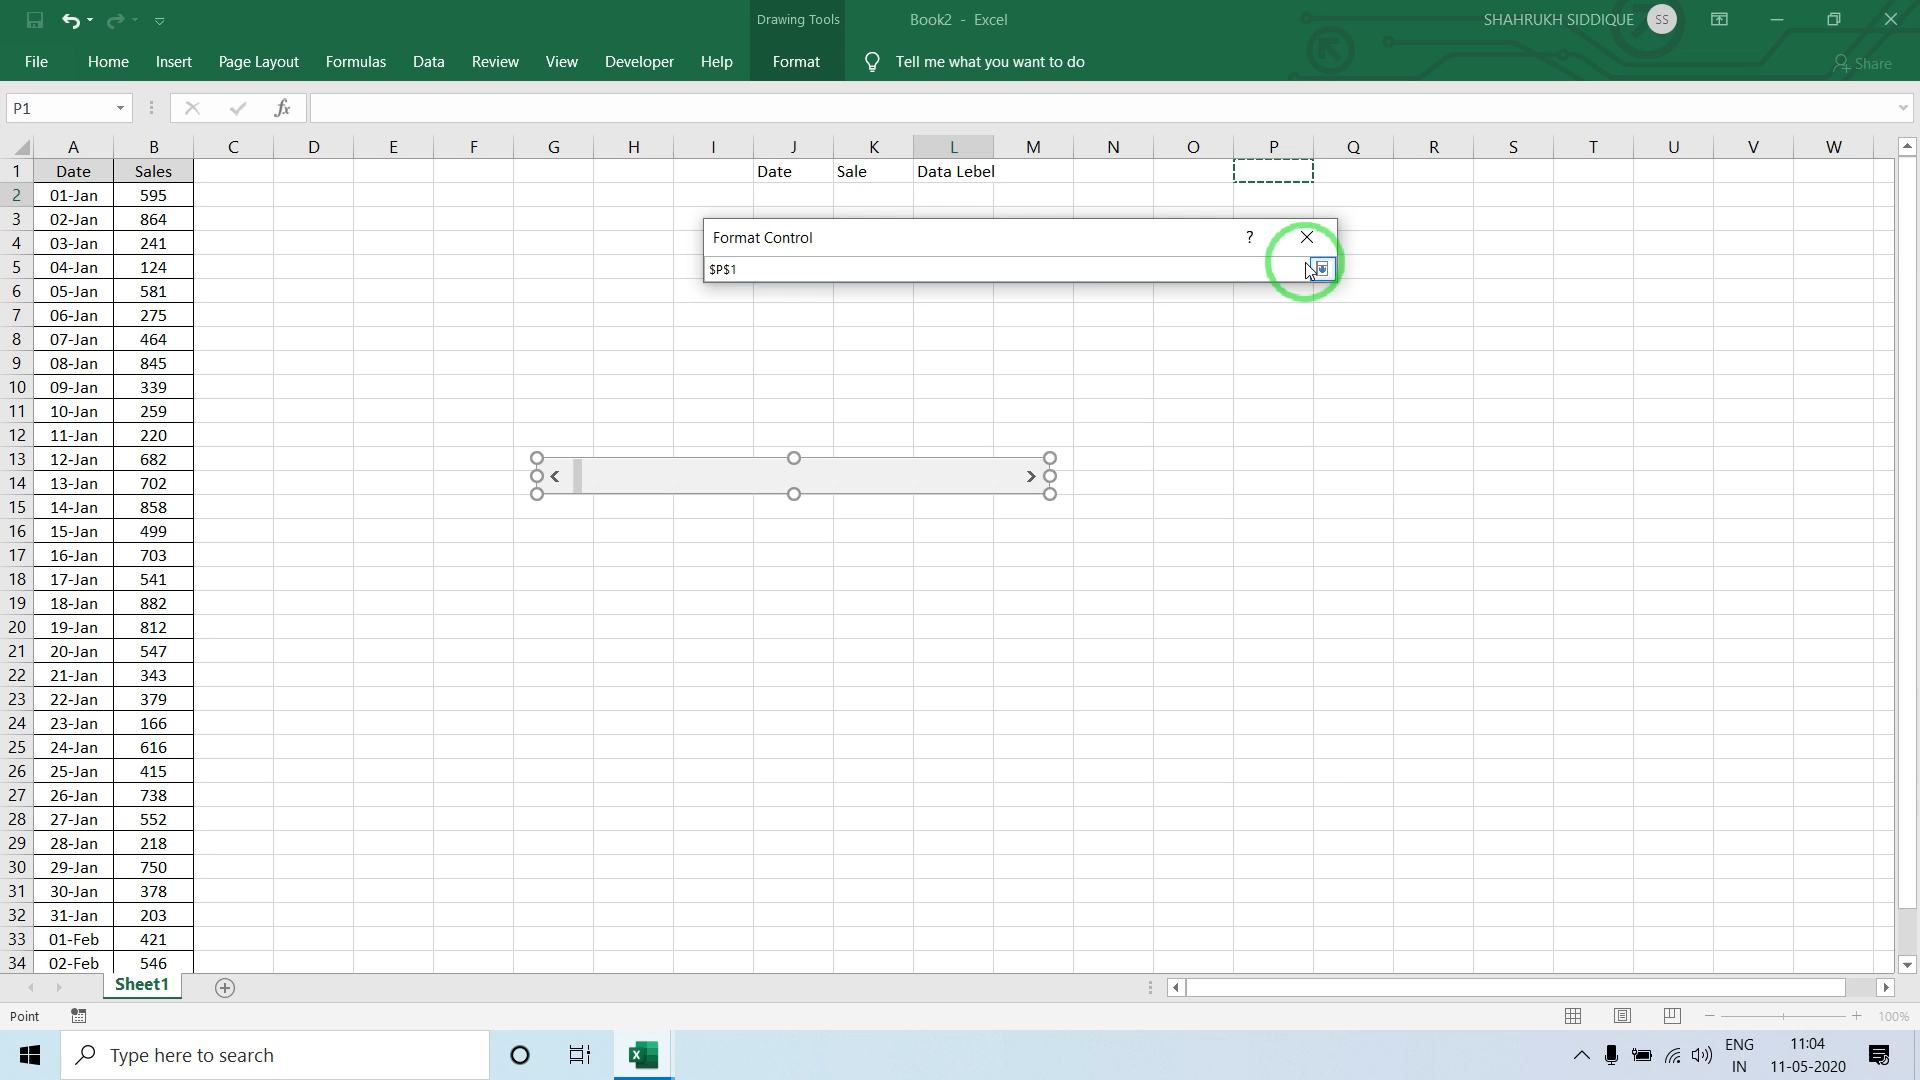 Drawing Tools
Book2 - Excel
SHAHRUKH SIDDIQUE SS
File Home Insert Page Layout Formulas Data Review View Developer Help Format Tell me what you want to do Share
P1 fx
A B C D E F G H I J K L M N O P Q R S T U V W
1 Date Sales Date Sale Data Lebel
2 01-Jan 595
3 02-Jan 864
4 03-Jan 241
5 04-Jan 124
6 05-Jan 581
7 06-Jan 275
8 07-Jan 464
9 08-Jan 845
10 09-Jan 339
11 10-Jan 259
12 11-Jan 220
13 12-Jan 682
14 13-Jan 702
15 14-Jan 858
16 15-Jan 499
17 16-Jan 703
18 17-Jan 541
19 18-Jan 882
20 19-Jan 812
21 20-Jan 547
22 21-Jan 343
23 22-Jan 379
24 23-Jan 166
25 24-Jan 616
26 25-Jan 415
27 26-Jan 738
28 27-Jan 552
29 28-Jan 218
30 29-Jan 750
31 30-Jan 378
32 31-Jan 203
33 01-Feb 421
34 02-Feb 546
Format Control ?
$P$1
Sheet1
Point 100%
Type here to search
ENG
IN
11:04
11-05-2020